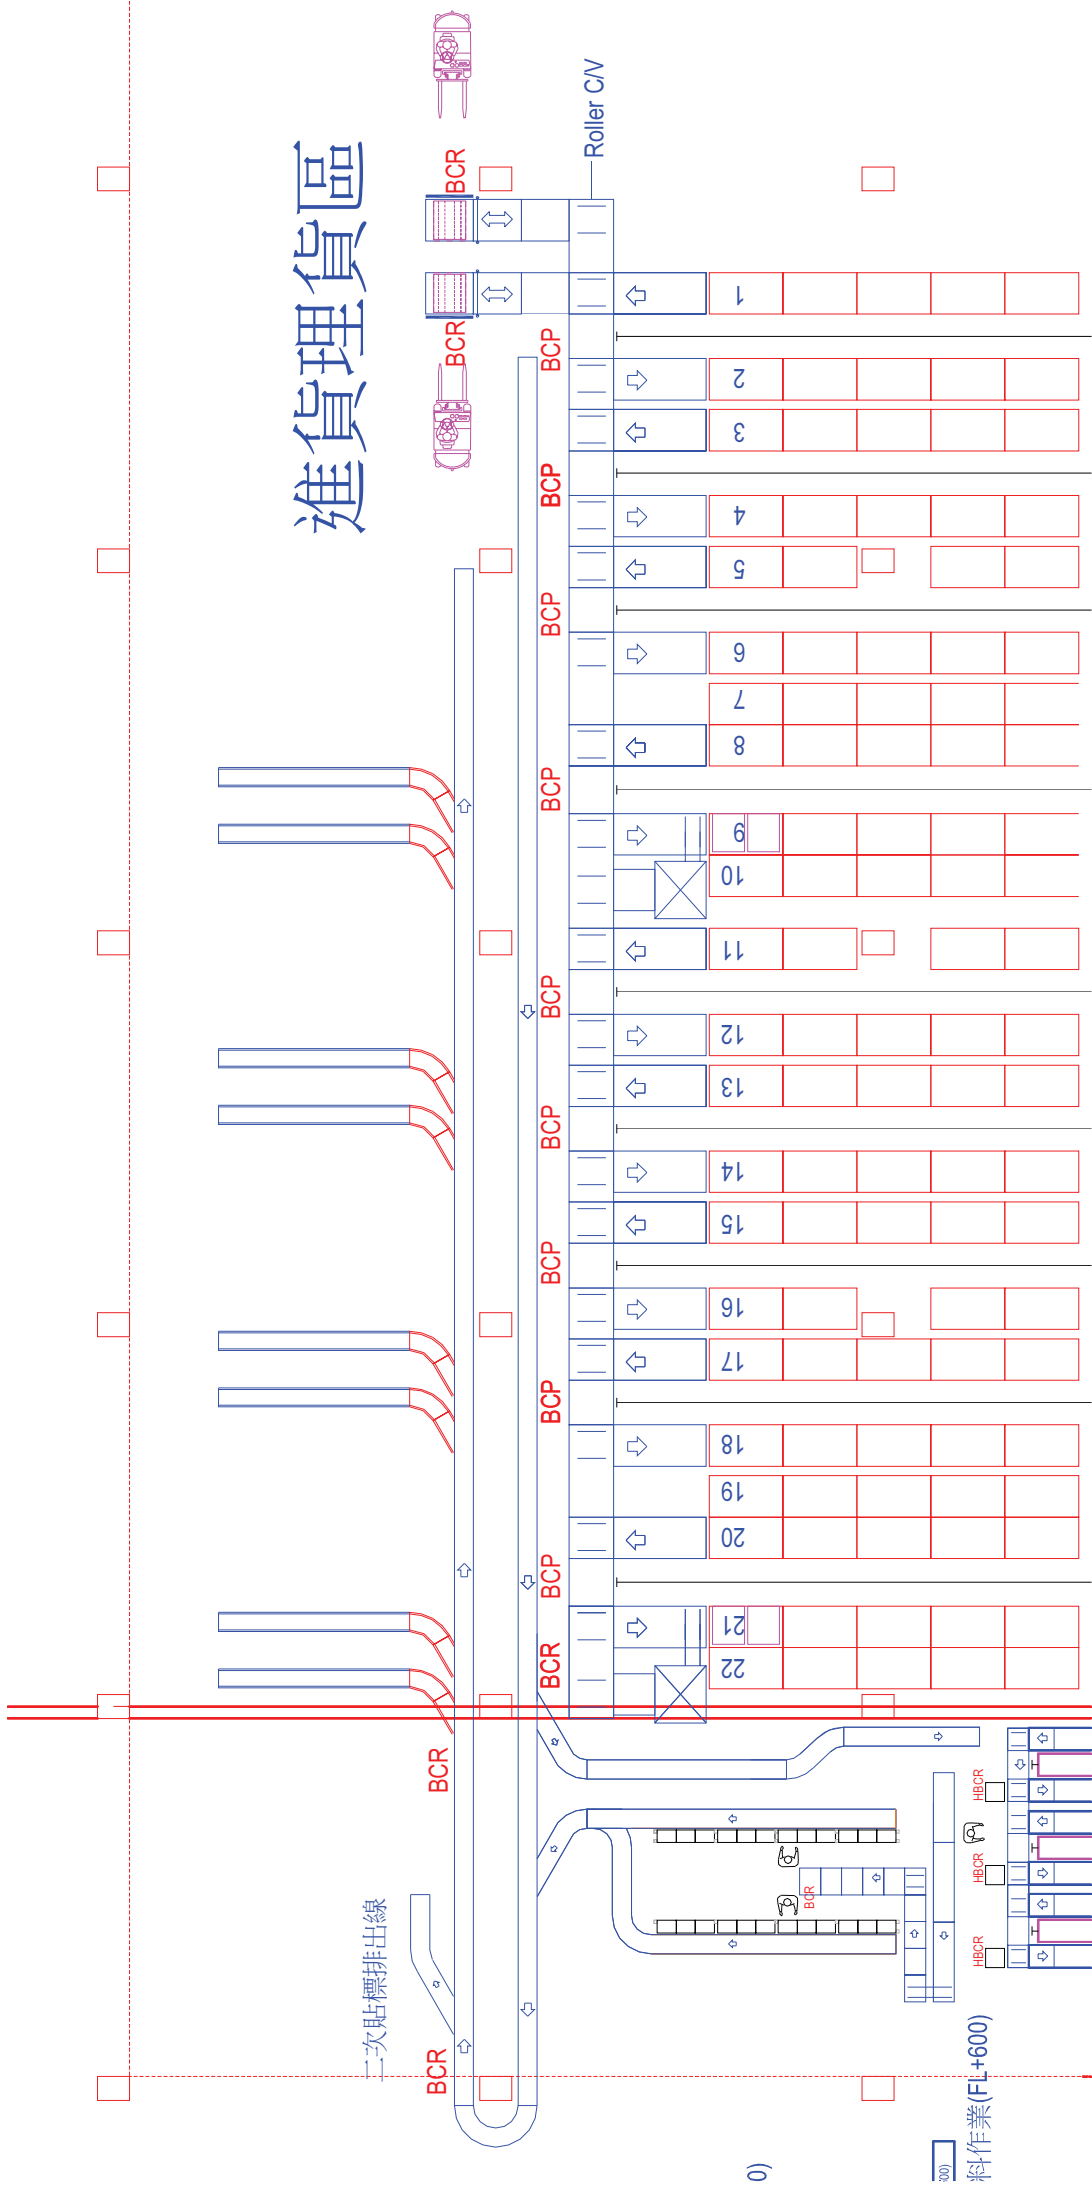 Roller C/V
進貨理貨區
BCR
BCR
BCP
BCP
BCP
BCP
BCP
BCP
BCP
BCP
BCP
BCR
1
2
3
4
5
6
7
8
9
10
11
12
13
14
15
16
17
18
19
20
21
22
BCR
BCR
二次貼標排出線
BCR
HBCR
HBCR
HBCR
料作業(FL+600)
0)